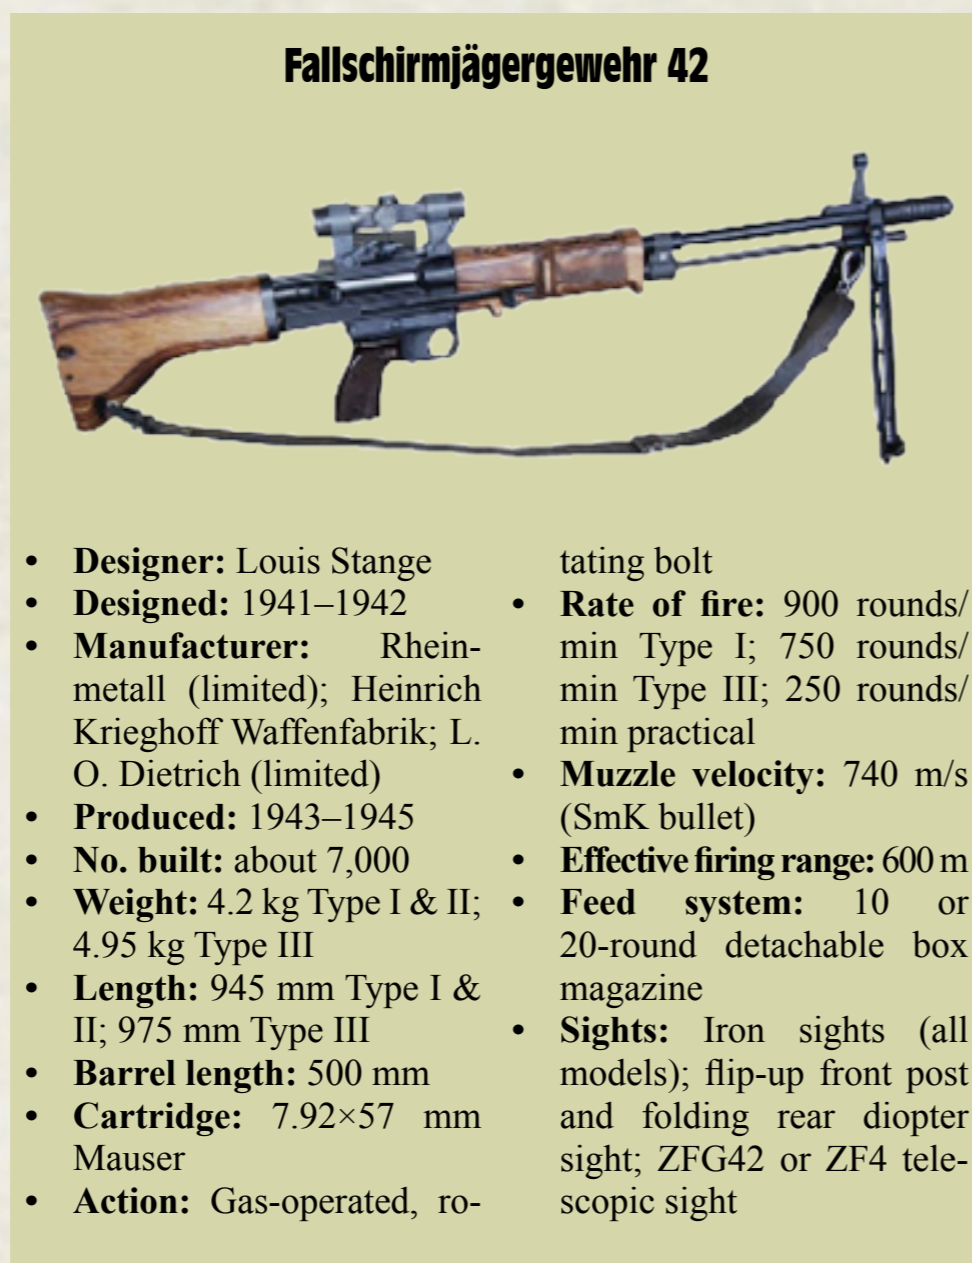 Fallschirmjägergewehr 42
• Designer: Louis Stange
• Designed: 1941–1942
• Manufacturer: Rhein-
metall (limited); Heinrich
Krieghoff Waffenfabrik; L.
O. Dietrich (limited)
• Produced: 1943–1945
• No. built: about 7,000
• Weight: 4.2 kg Type I & II;
4.95 kg Type III
• Length: 945 mm Type I &
II; 975 mm Type III
• Barrel length: 500 mm
• Cartridge: 7.92×57 mm
Mauser
• Action: Gas-operated, ro-
tating bolt
• Rate of fire: 900 rounds/
min Type I; 750 rounds/
min Type III; 250 rounds/
min practical
• Muzzle velocity: 740 m/s
(SmK bullet)
• Effective firing range: 600 m
• Feed system: 10 or
20-round detachable box
magazine
• Sights: Iron sights (all
models); flip-up front post
and folding rear diopter
sight; ZFG42 or ZF4 tele-
scopic sight